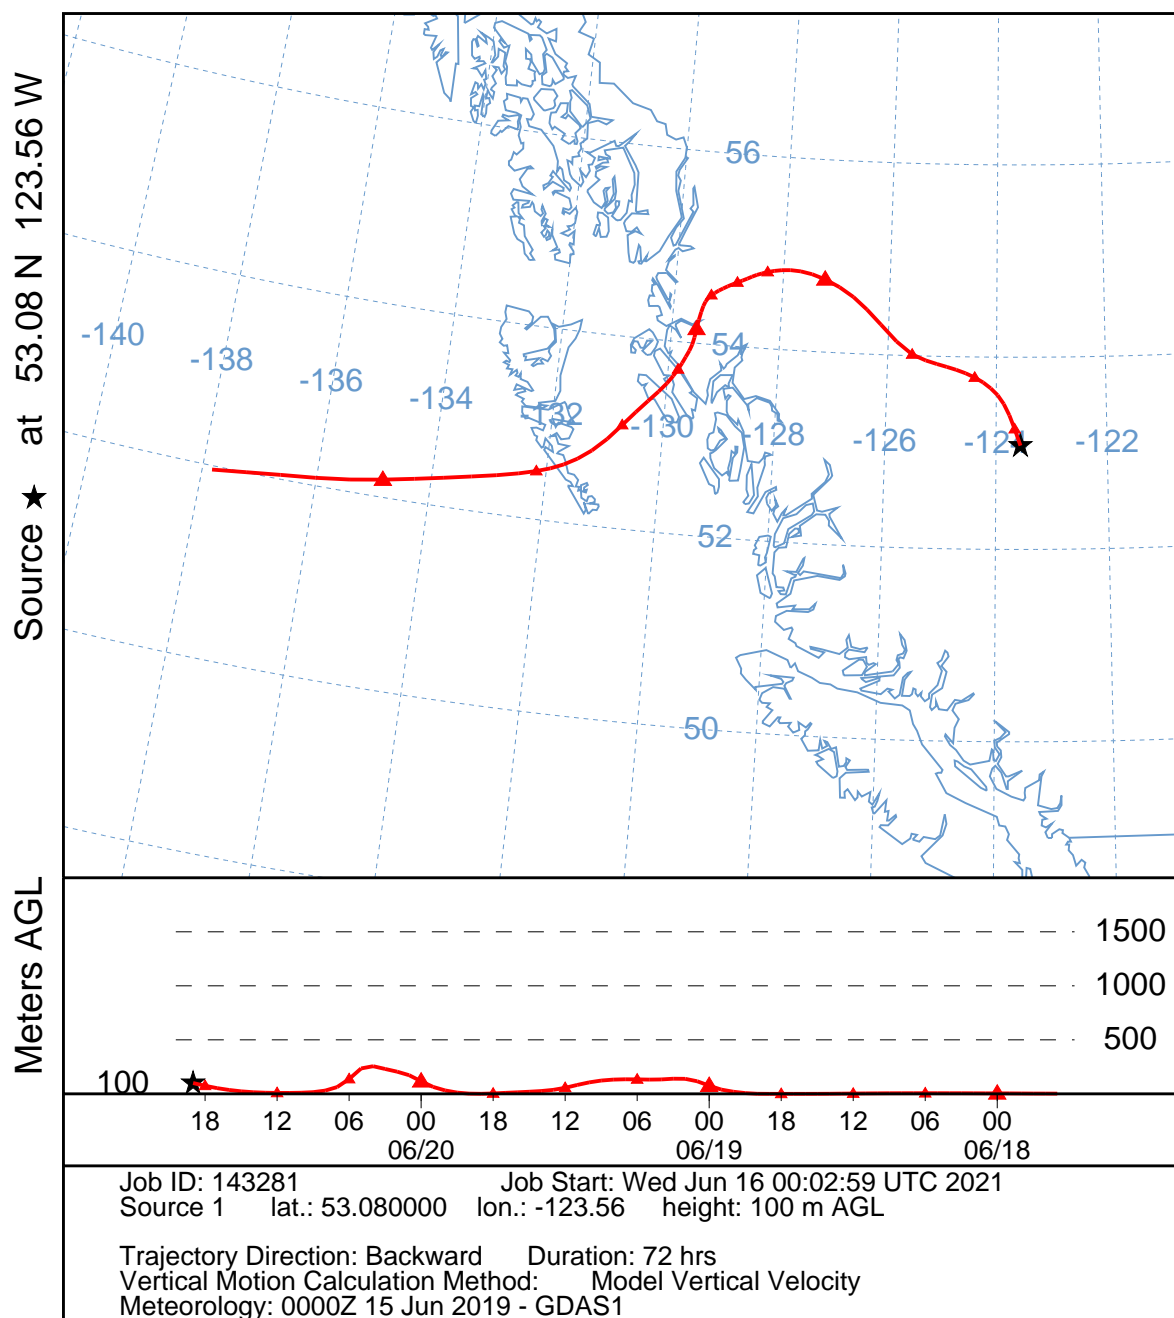 Source ★ at 53.08 N 123.56 W
56
-140
-138
-136
-134
-132
-130
-128
-126
-124
-122
54
52
50
Meters AGL
1500
1000
500
100
18 12 06 00 18 12 06 00 18 12 06 00
06/20 06/19 06/18
Job ID: 143281 Job Start: Wed Jun 16 00:02:59 UTC 2021
Source 1 lat.: 53.080000 lon.: -123.56 height: 100 m AGL
Trajectory Direction: Backward Duration: 72 hrs
Vertical Motion Calculation Method: Model Vertical Velocity
Meteorology: 0000Z 15 Jun 2019 - GDAS1